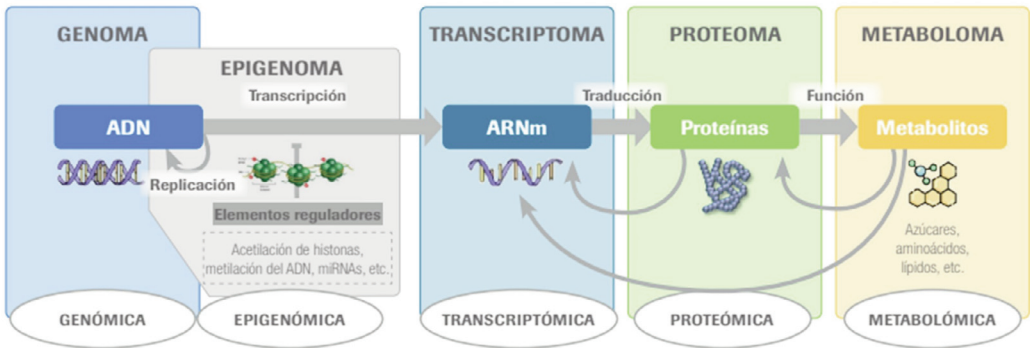 GENOMA
EPIGENOMA
TRANSCRIPTOMA
PROTEOMA
METABOLOMA
Transcripción
Traducción
Función
ADN
ARNm
Proteínas
Metabolitos
Replicación
Elementos reguladores
Acetilación de histonas,
metilación del ADN, miRNAs, etc.
Azúcares,
aminoácidos,
lípidos, etc.
GENÓMICA
EPIGENÓMICA
TRANSCRIPTÓMICA
PROTEÓMICA
METABOLÓMICA